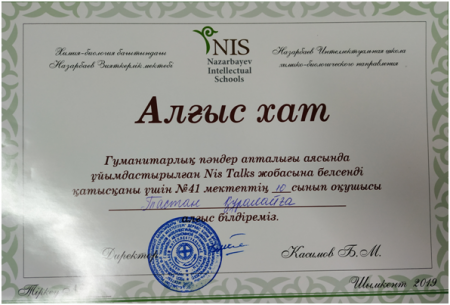 Химия-биология бағытындағы
Назарбаев Зияткерлік мектебі
NIS
Nazarbayev
Intellectual
Schools
Назарбаев Интеллектуальная школа
химико-биологического направления
Алғыс хат
Гуманитарлық пәндер апталығы аясында
ұйымдастырылған Nis Talks жобасына белсенді
қатысқаны үшін №41 мектептің 10 сынып оқушысы
алғыс білдіреміз.
Директор
Касимов Б.М.
Шымкент 2019